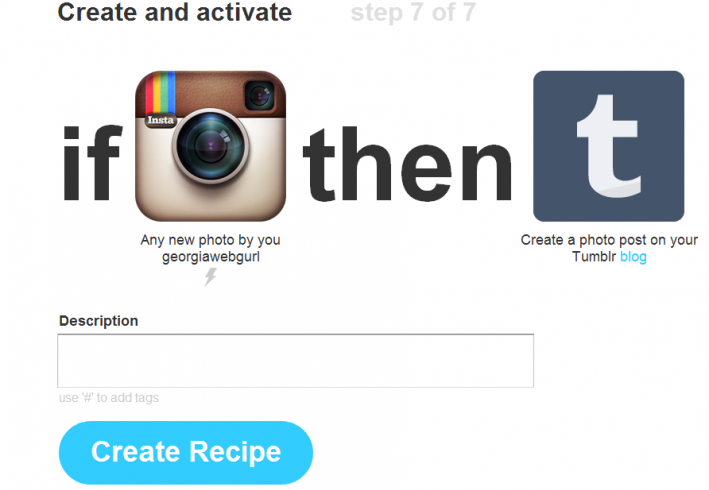 Create and activate step 7 of 7
Insta
if then t
Any new photo by you
georgiawebgurl
Create a photo post on your
Tumblr blog
Description
use '#' to add tags
Create Recipe